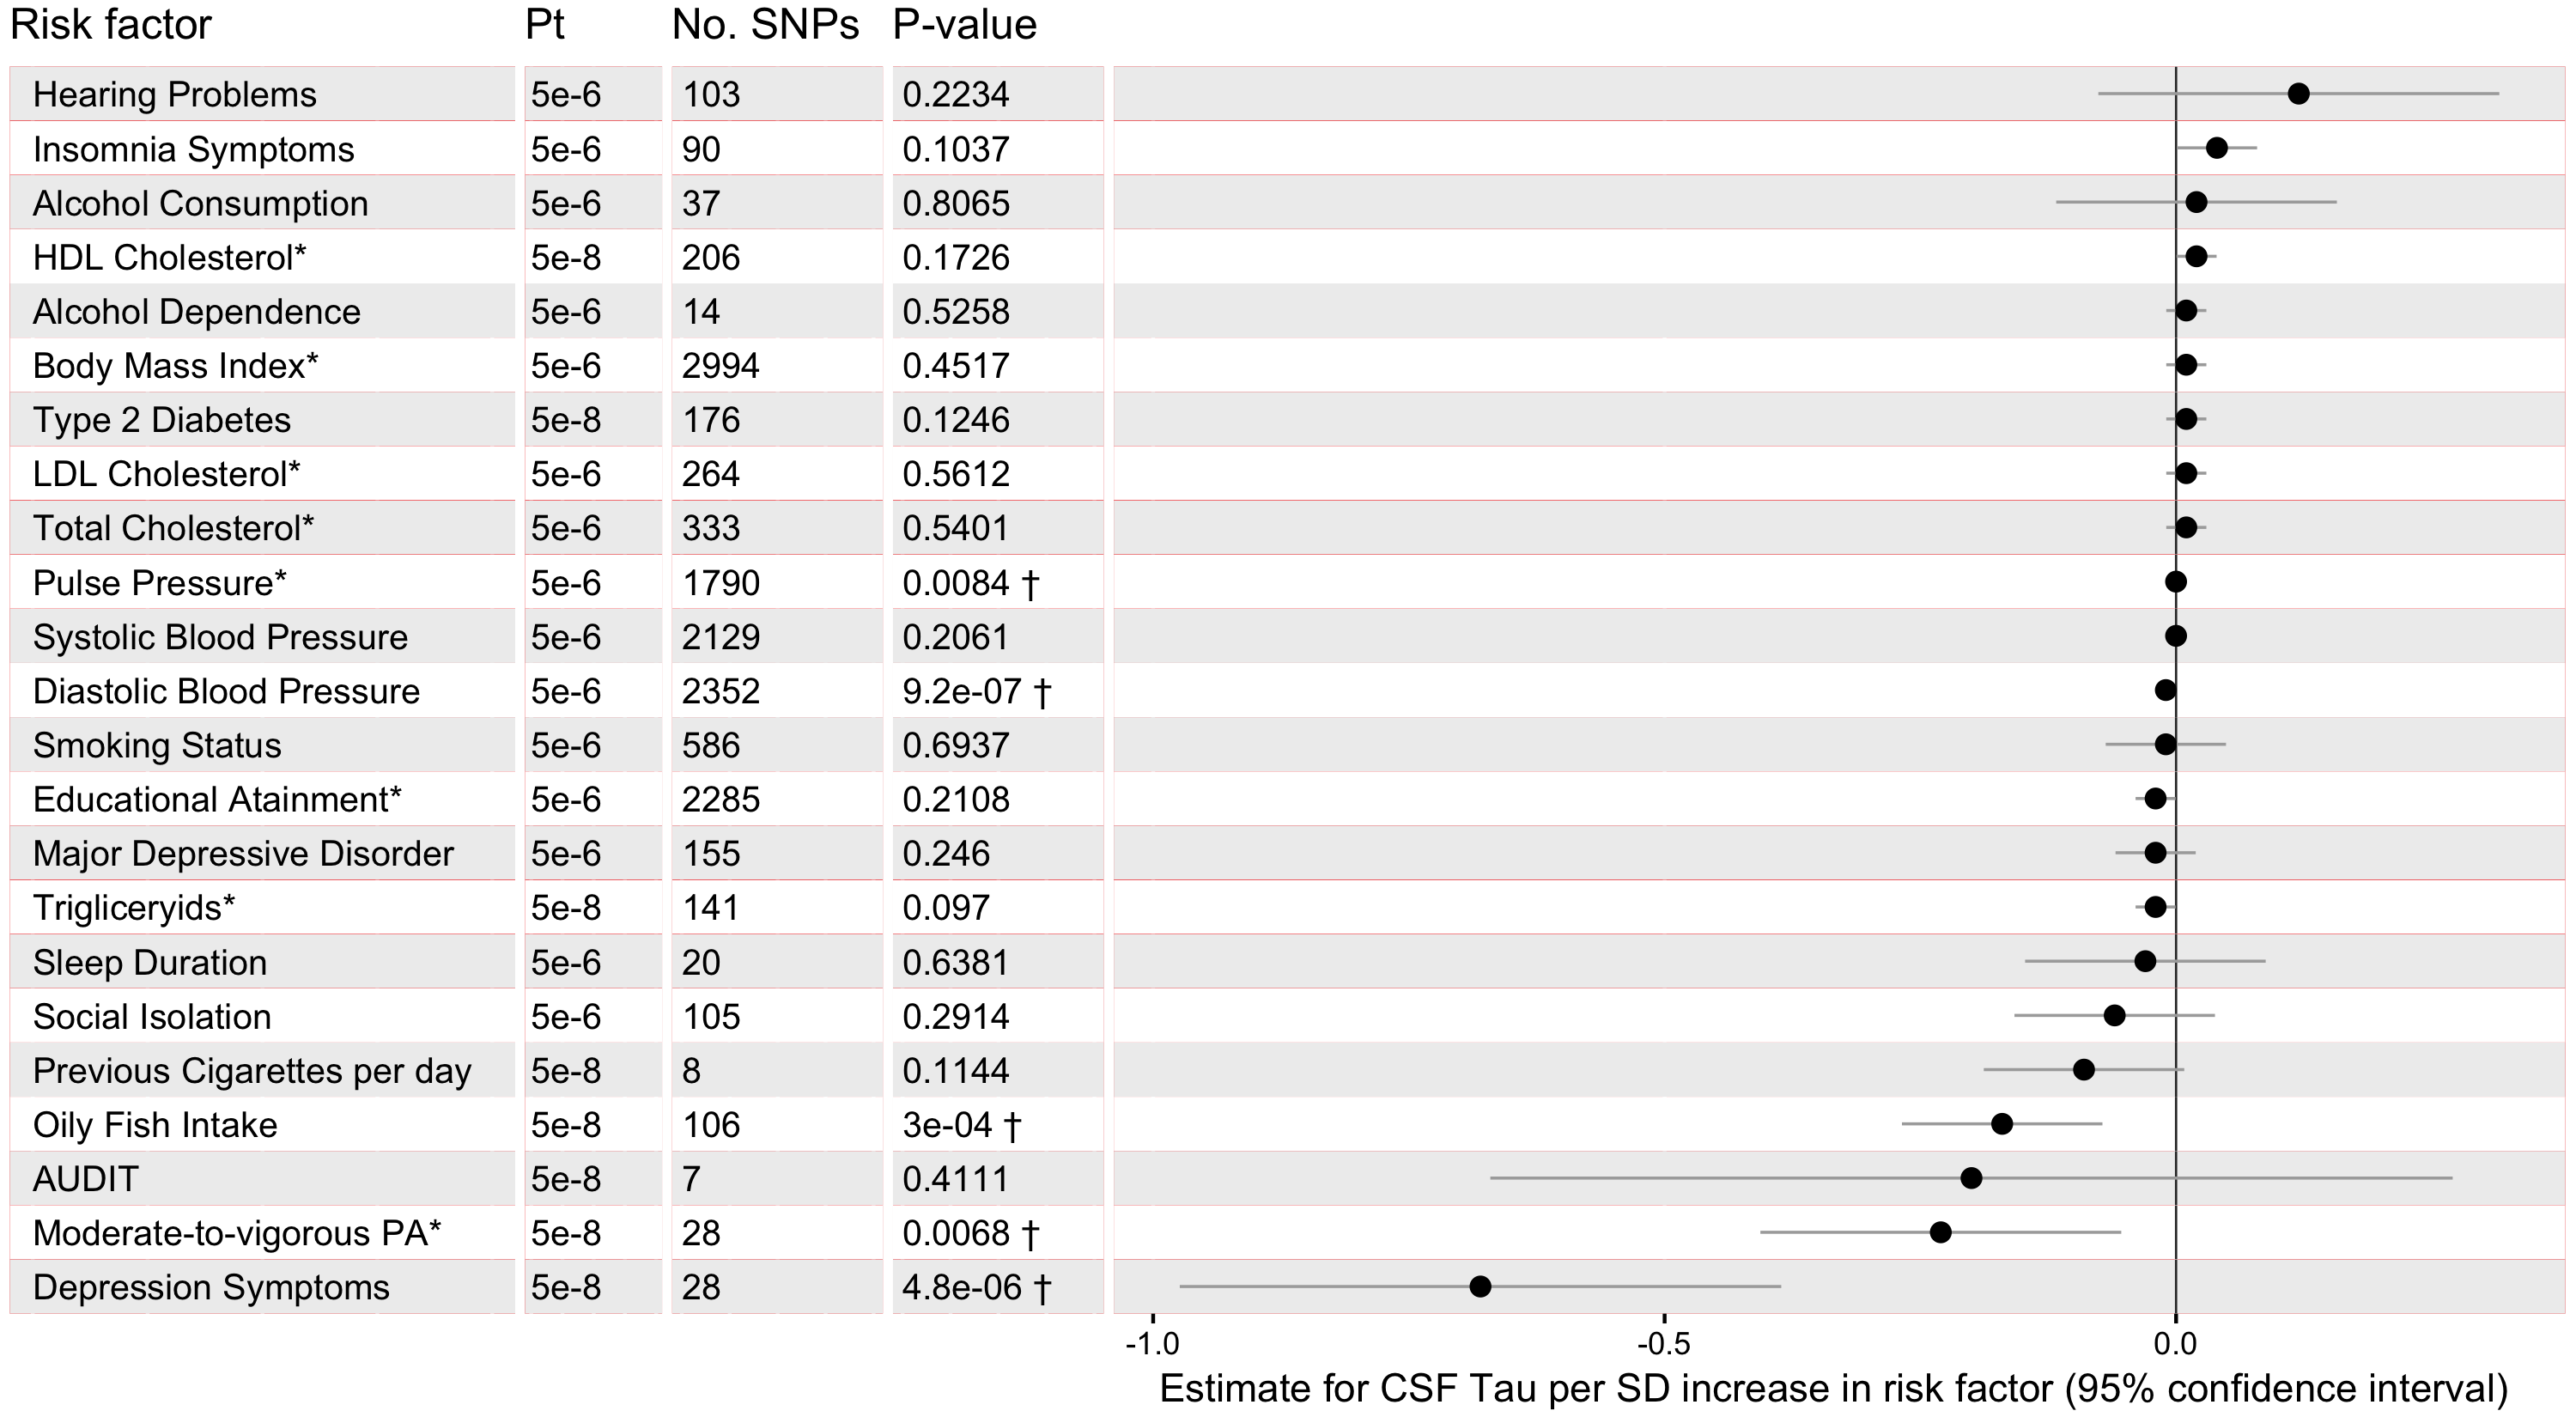 Risk factor Pt No. SNPs P-value
Hearing Problems 5e-6 103 0.2234
Insomnia Symptoms 5e-6 90 0.1037
Alcohol Consumption 5e-6 37 0.8065
HDL Cholesterol* 5e-8 206 0.1726
Alcohol Dependence 5e-6 14 0.5258
Body Mass Index* 5e-6 2994 0.4517
Type 2 Diabetes 5e-8 176 0.1246
LDL Cholesterol* 5e-6 264 0.5612
Total Cholesterol* 5e-6 333 0.5401
Pulse Pressure* 5e-6 1790 0.0084 †
Systolic Blood Pressure 5e-6 2129 0.2061
Diastolic Blood Pressure 5e-6 2352 9.2e-07 †
Smoking Status 5e-6 586 0.6937
Educational Atainment* 5e-6 2285 0.2108
Major Depressive Disorder 5e-6 155 0.246
Trigliceryids* 5e-8 141 0.097
Sleep Duration 5e-6 20 0.6381
Social Isolation 5e-6 105 0.2914
Previous Cigarettes per day 5e-8 8 0.1144
Oily Fish Intake 5e-8 106 3e-04 †
AUDIT 5e-8 7 0.4111
Moderate-to-vigorous PA* 5e-8 28 0.0068 †
Depression Symptoms 5e-8 28 4.8e-06 †
-1.0 -0.5 0.0
Estimate for CSF Tau per SD increase in risk factor (95% confidence interval)